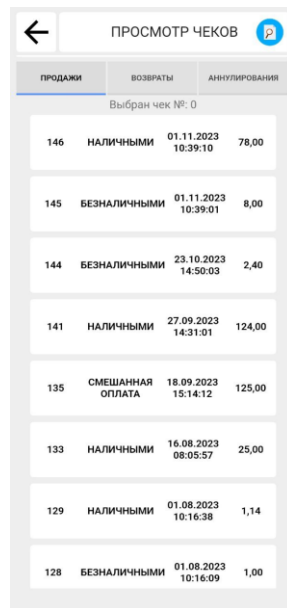 ПРОСМОТР ЧЕКОВ
ПРОДАЖИ ВОЗВРАТЫ АННУЛИРОВАНИЯ
Выбран чек №: 0
146 НАЛИЧНЫМИ 01.11.2023 10:39:10 78,00
145 БЕЗНАЛИЧНЫМИ 01.11.2023 10:39:01 8,00
144 БЕЗНАЛИЧНЫМИ 23.10.2023 14:50:03 2,40
141 НАЛИЧНЫМИ 27.09.2023 14:31:01 124,00
135 СМЕШАННАЯ ОПЛАТА 18.09.2023 15:14:12 125,00
133 НАЛИЧНЫМИ 16.08.2023 08:05:57 25,00
129 НАЛИЧНЫМИ 01.08.2023 10:16:38 1,14
128 БЕЗНАЛИЧНЫМИ 01.08.2023 10:16:09 1,00